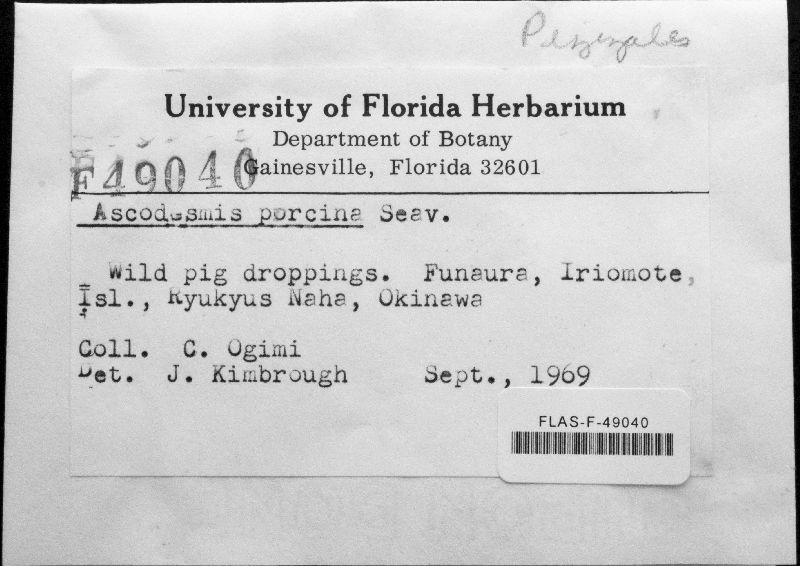 Pezizales
University of Florida Herbarium
Department of Botany
F49040
Gainesville, Florida 32601
Ascodesmis porcina Seav.
Wild pig droppings. Funaura, Iriomote,
Isl., Ryukyus Naha, Okinawa
Coll. C. Ogimi
Det. J. Kimbrough Sept., 1969
FLAS-F-49040